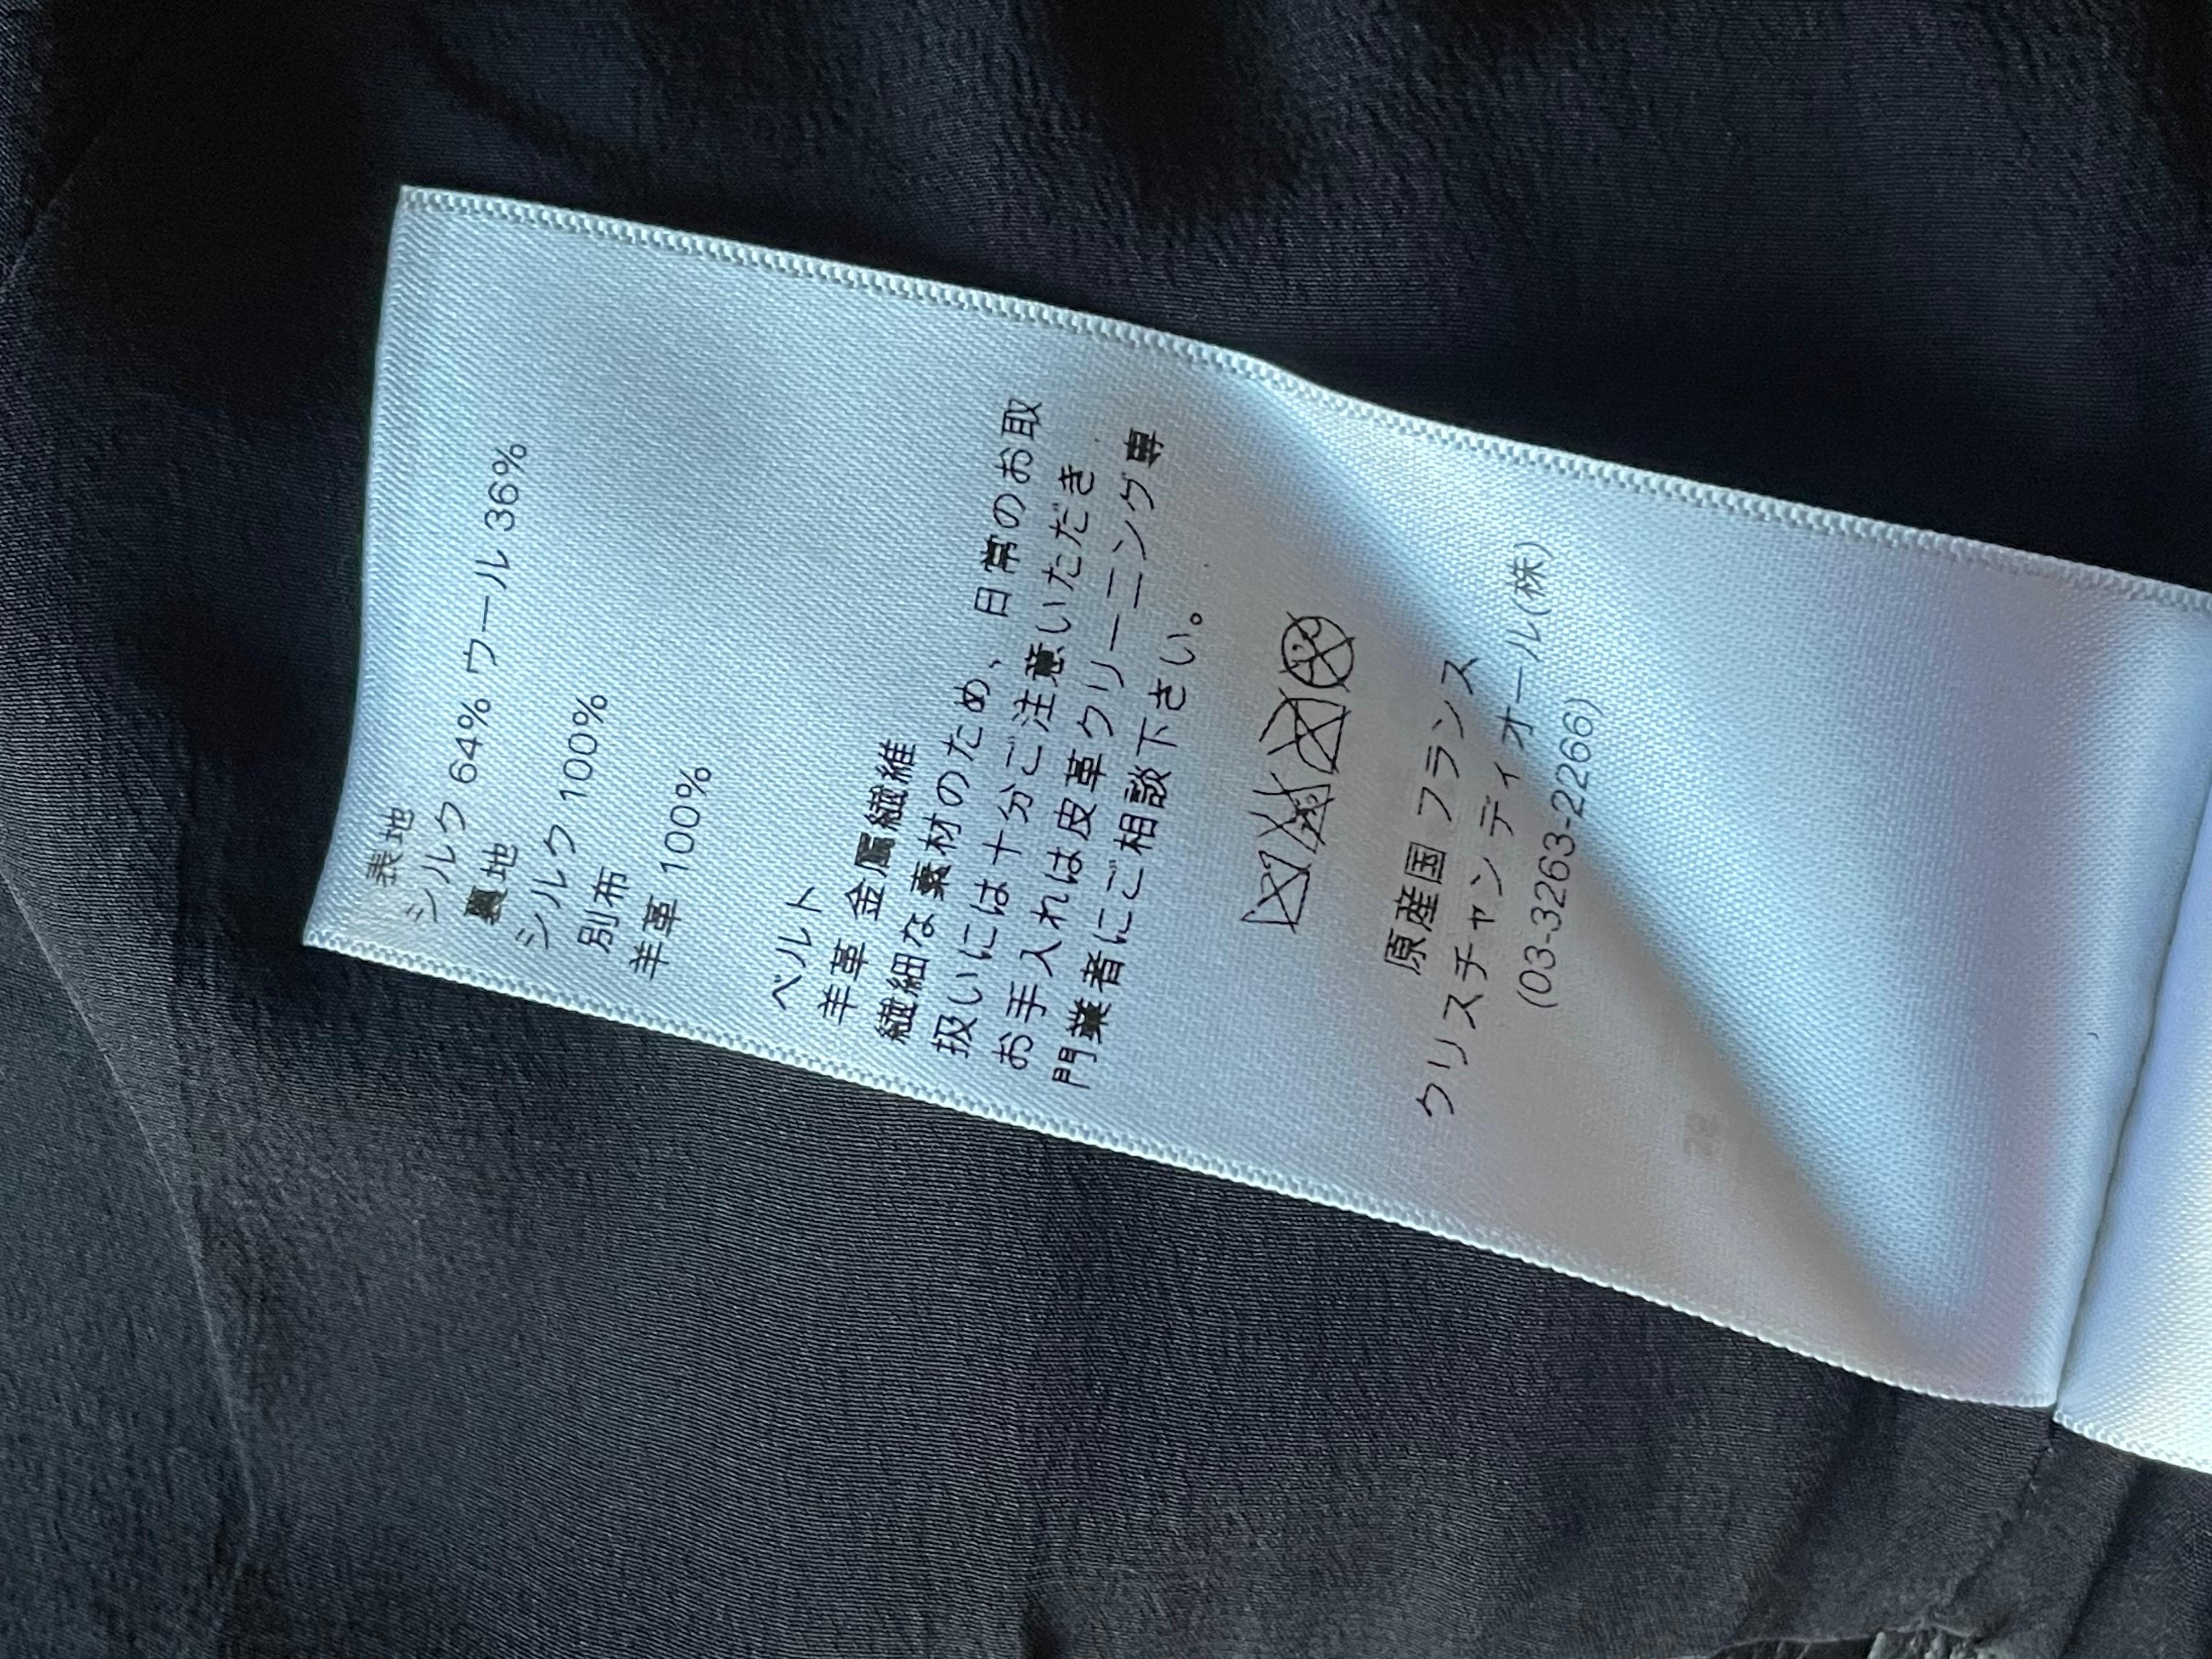 表地
シルク 64% ウール 36%
裏地
シルク 100%
別布
羊革 100%
ベルト
羊革 金属繊維
繊細な素材のため、日常のお取
扱いには十分ご注意いただき
お手入れは皮革クリーニング専
門業者にご相談下さい。
原産国 フランス
クリスチャン ディオール(株)
(03-3263-2266)